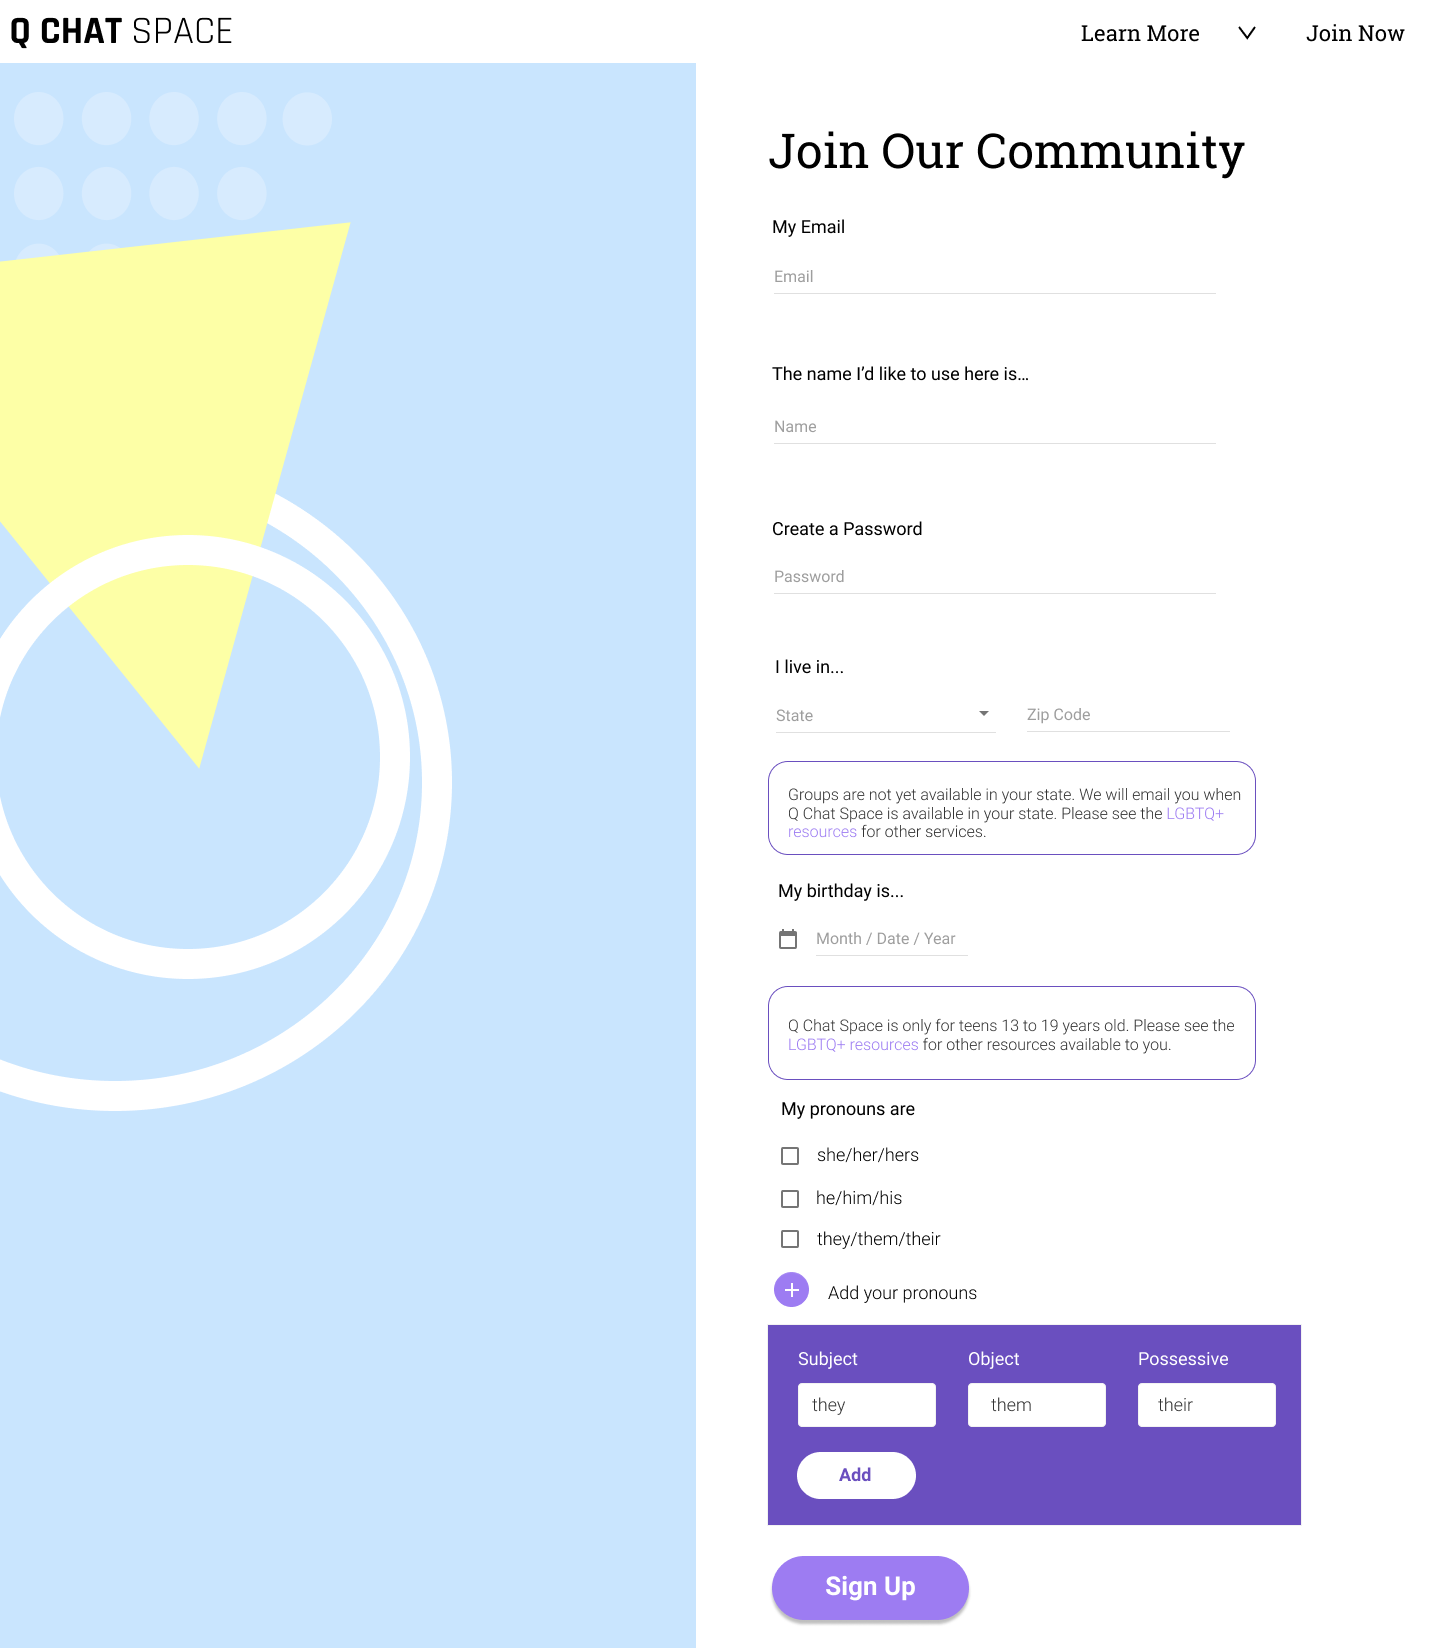 Q CHAT SPACE
Learn More
Join Now
Join Our Community
My Email
Email
The name I’d like to use here is…
Name
Create a Password
Password
I live in...
State
Zip Code
Groups are not yet available in your state. We will email you when
Q Chat Space is available in your state. Please see the LGBTQ+
resources for other services.
My birthday is...
Month / Date / Year
Q Chat Space is only for teens 13 to 19 years old. Please see the
LGBTQ+ resources for other resources available to you.
My pronouns are
she/her/hers
he/him/his
they/them/their
Add your pronouns
Subject
Object
Possessive
they
them
their
Add
Sign Up